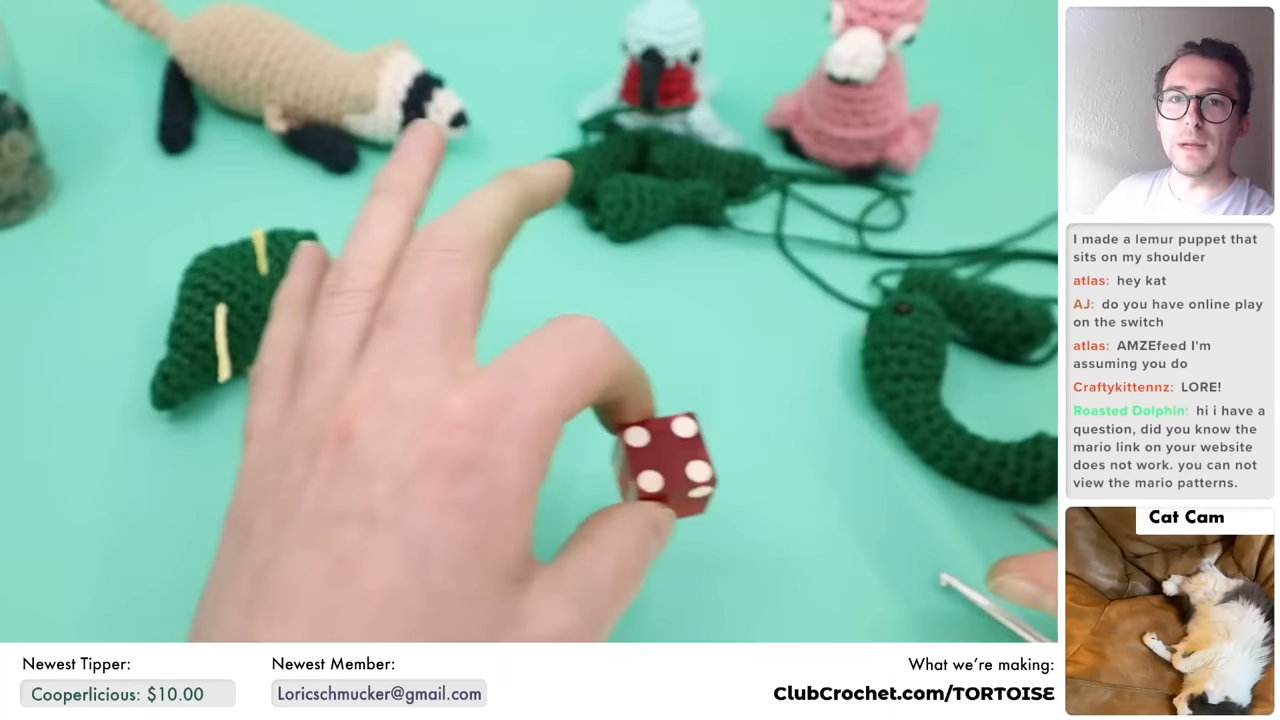 I made a lemur puppet that
sits on my shoulder
atlas: hey kat
AJ: do you have online play
on the switch
atlas: AMZEfeed I'm
assuming you do
Craftykittennz: LORE!
Roasted Dolphin: hi i have a
question, did you know the
mario link on your website
does not work. you can not
view the mario patterns.
Cat Cam
Newest Tipper:
Cooperlicious: $10.00
Newest Member:
Loricschmucker@gmail.com
What we're making:
ClubCrochet.com/TORTOISE